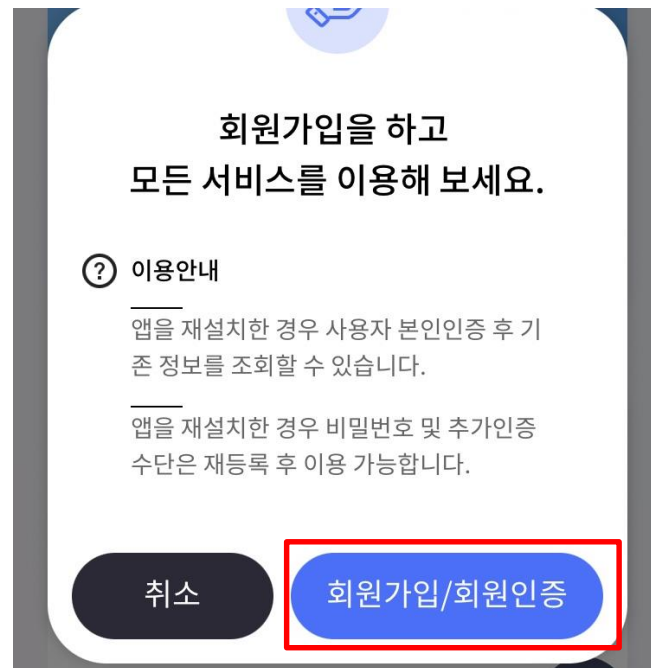 회원가입을 하고
모든 서비스를 이용해 보세요.
? 이용안내
앱을 재설치한 경우 사용자 본인인증 후 기
존 정보를 조회할 수 있습니다.
앱을 재설치한 경우 비밀번호 및 추가인증
수단은 재등록 후 이용 가능합니다.
취소 회원가입/회원인증